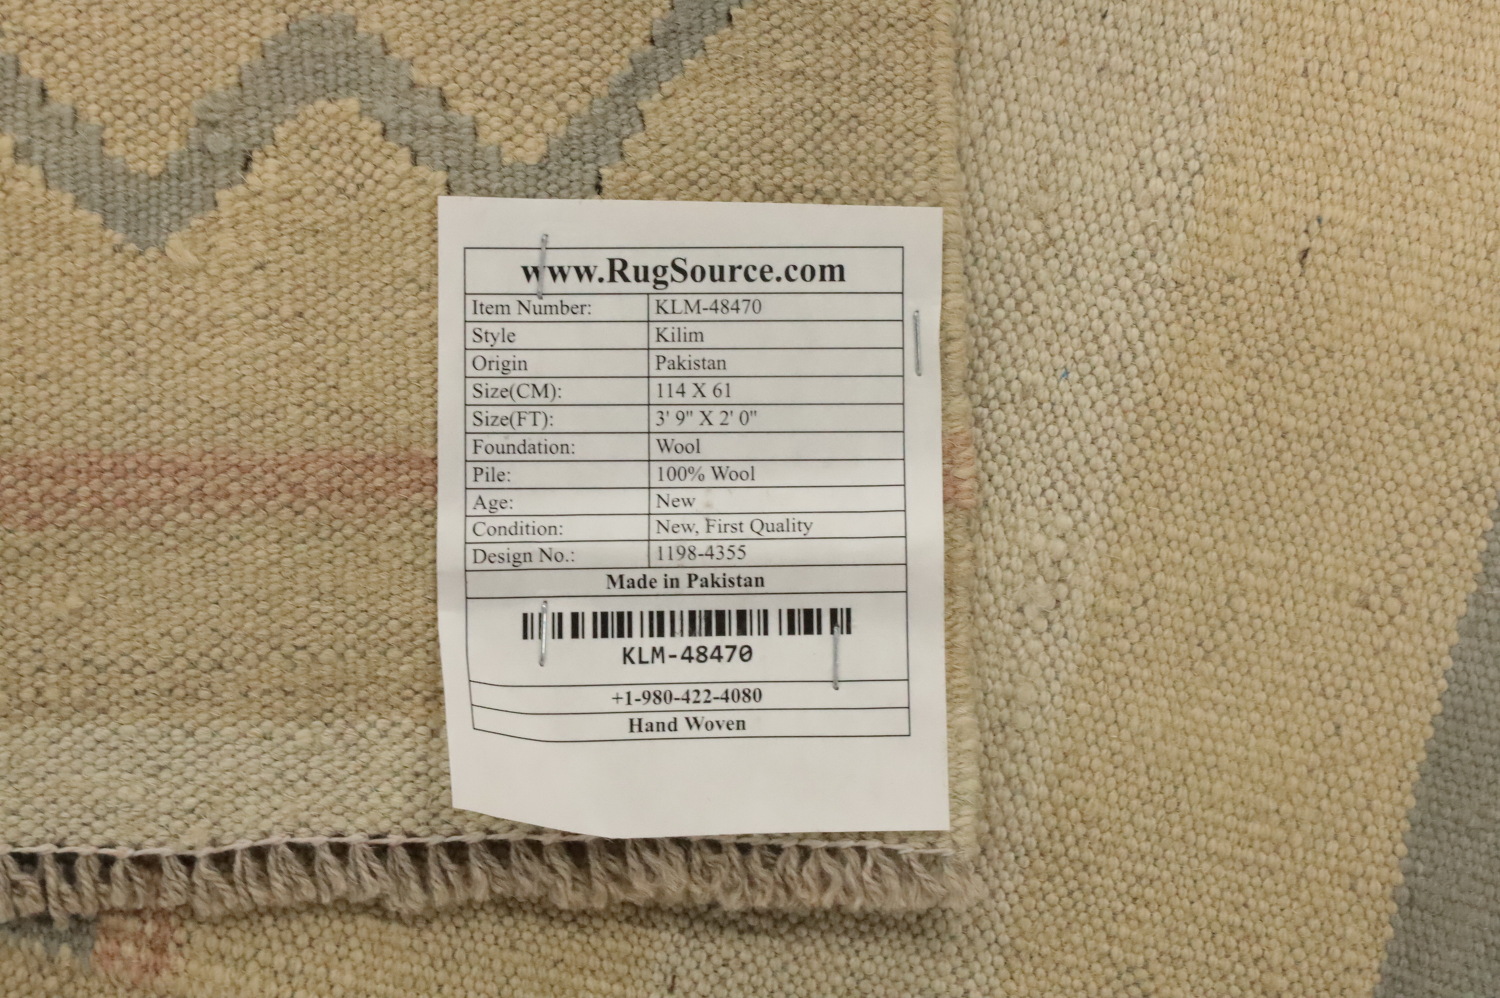 www.RugSource.com
Item Number: KLM-48470
Style Kilim
Origin Pakistan
Size(CM): 114 X 61
Size(FT): 3' 9" X 2' 0"
Foundation: Wool
Pile: 100% Wool
Age: New
Condition: New, First Quality
Design No.: 1198-4355
Made in Pakistan
KLM-48470
+1-980-422-4080
Hand Woven